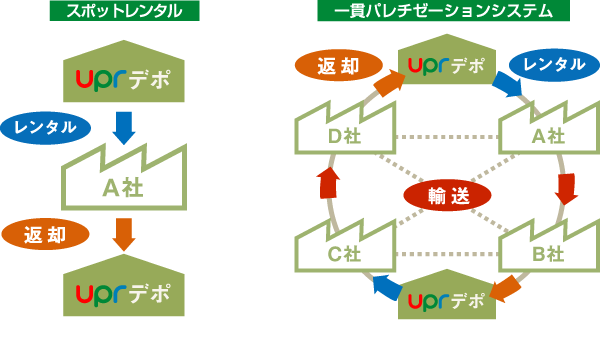 スポットレンタル
uprデポ
レンタル
A社
返却
uprデポ
一貫パレチゼーションシステム
返却
uprデポ
レンタル
D社
A社
輸送
C社
B社
uprデポ